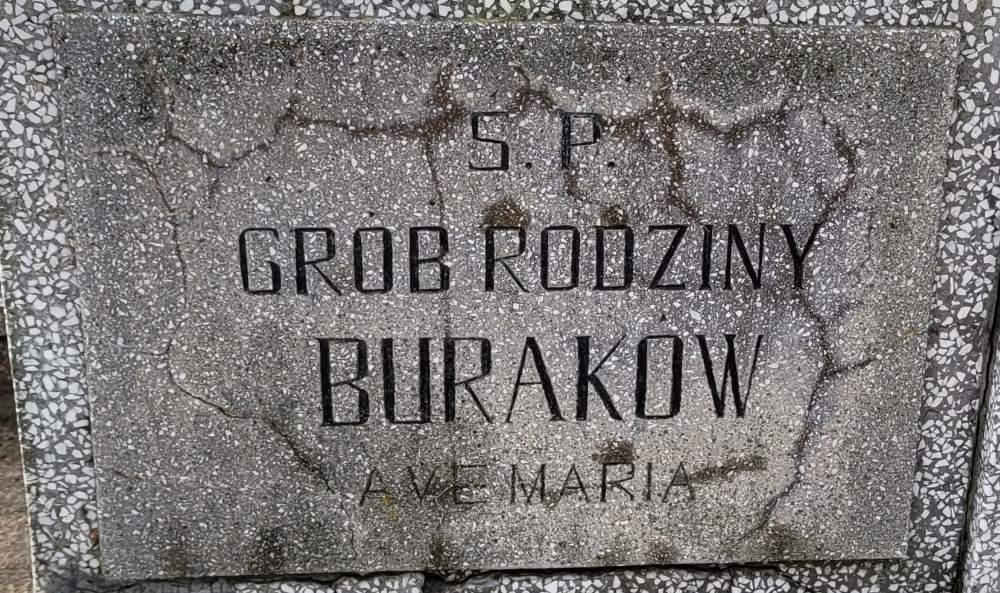 S. P.
GRÓB RODZINY
BURAKÓW
AVE MARIA